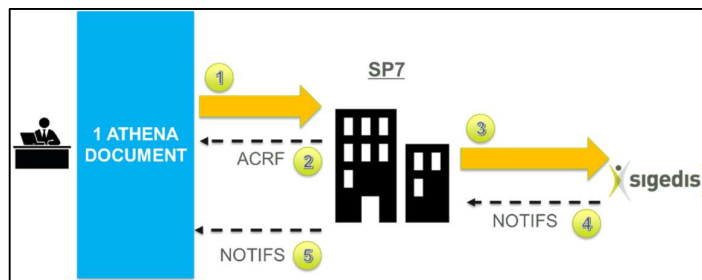 SP7
1
3
1 ATHENA
DOCUMENT
ACRF
2
sigedis
NOTIFS
4
NOTIFS
5